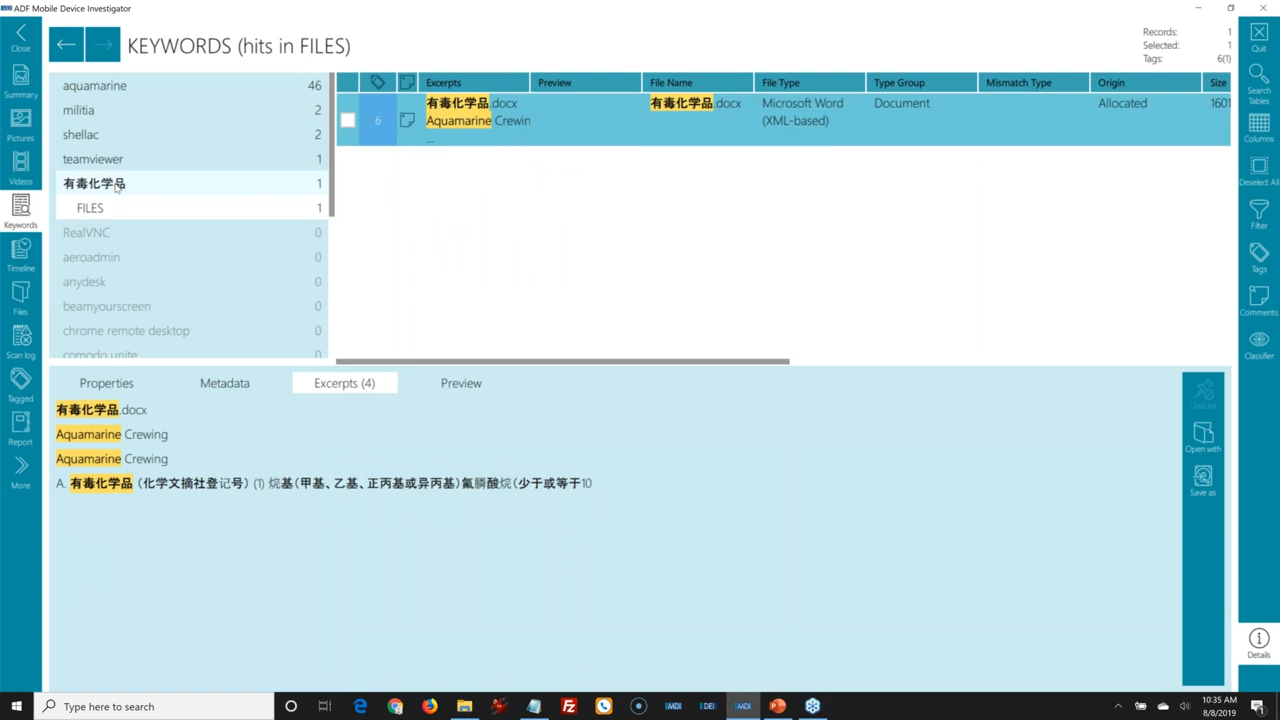 ADF Mobile Device Investigator
Close
Summary
Pictures
Videos
Keywords
Timeline
Files
Scan log
Tagged
Report
More
KEYWORDS (hits in FILES)
Records: 1
Selected: 1
Tags: 6(1)
aquamarine 46
militia 2
shellac 2
teamviewer 1
有毒化学品 1
FILES 1
RealVNC 0
aeroadmin 0
anydesk 0
beamyourscreen 0
chrome remote desktop 0
comodo unite 0
Excerpts Preview File Name File Type Type Group Mismatch Type Origin Size
6 有毒化学品.docx 有毒化学品.docx Microsoft Word Document Allocated 1601
Aquamarine Crewin (XML-based)
...
Properties Metadata Excerpts (4) Preview
有毒化学品.docx
Aquamarine Crewing
Aquamarine Crewing
A. 有毒化学品 (化学文摘社登记号) (1) 烷基(甲基、乙基、正丙基或异丙基)氟膦酸烷(少于或等于10
Undock
Open with
Save as
Quit
Search
Tables
Columns
Deselect All
Filter
Tags
Comments
Classifier
Details
Type here to search
MDI
DEI
MDI
10:35 AM
8/8/2019
1